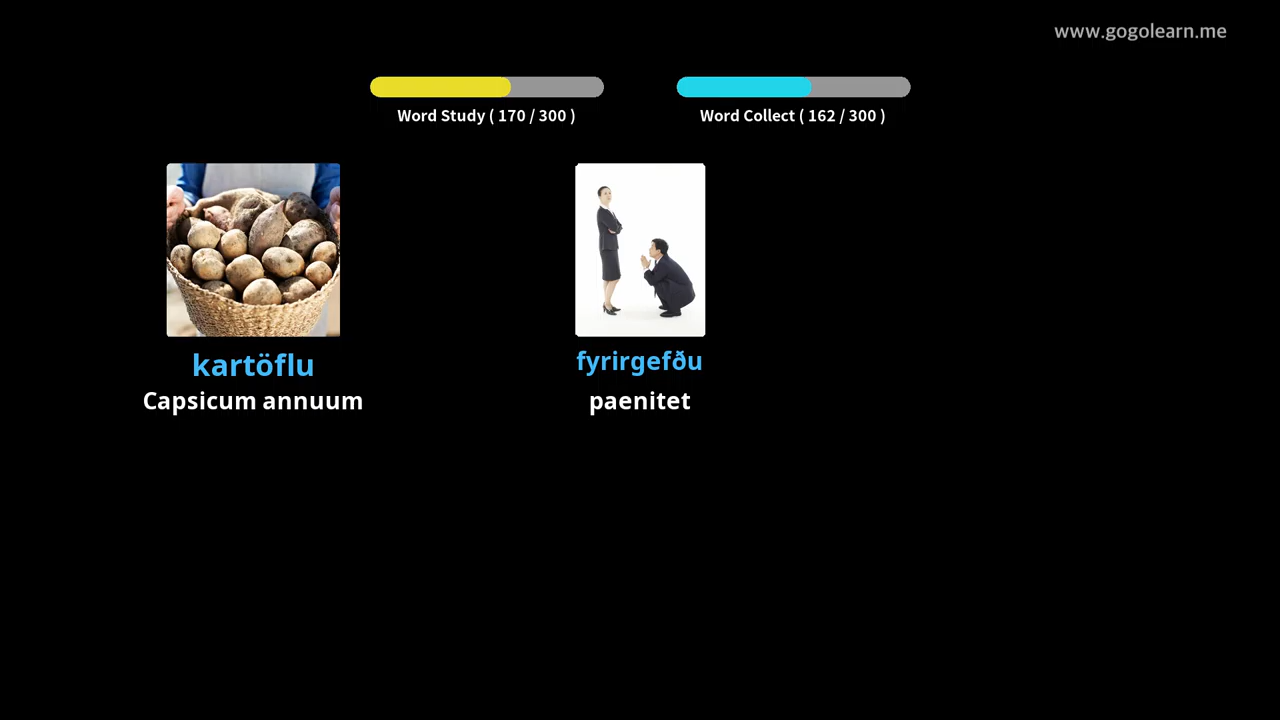 www.gogolearn.me
Word Study ( 170 / 300 )
Word Collect ( 162 / 300 )
kartöflu
Capsicum annuum
fyrirgefðu
paenitet